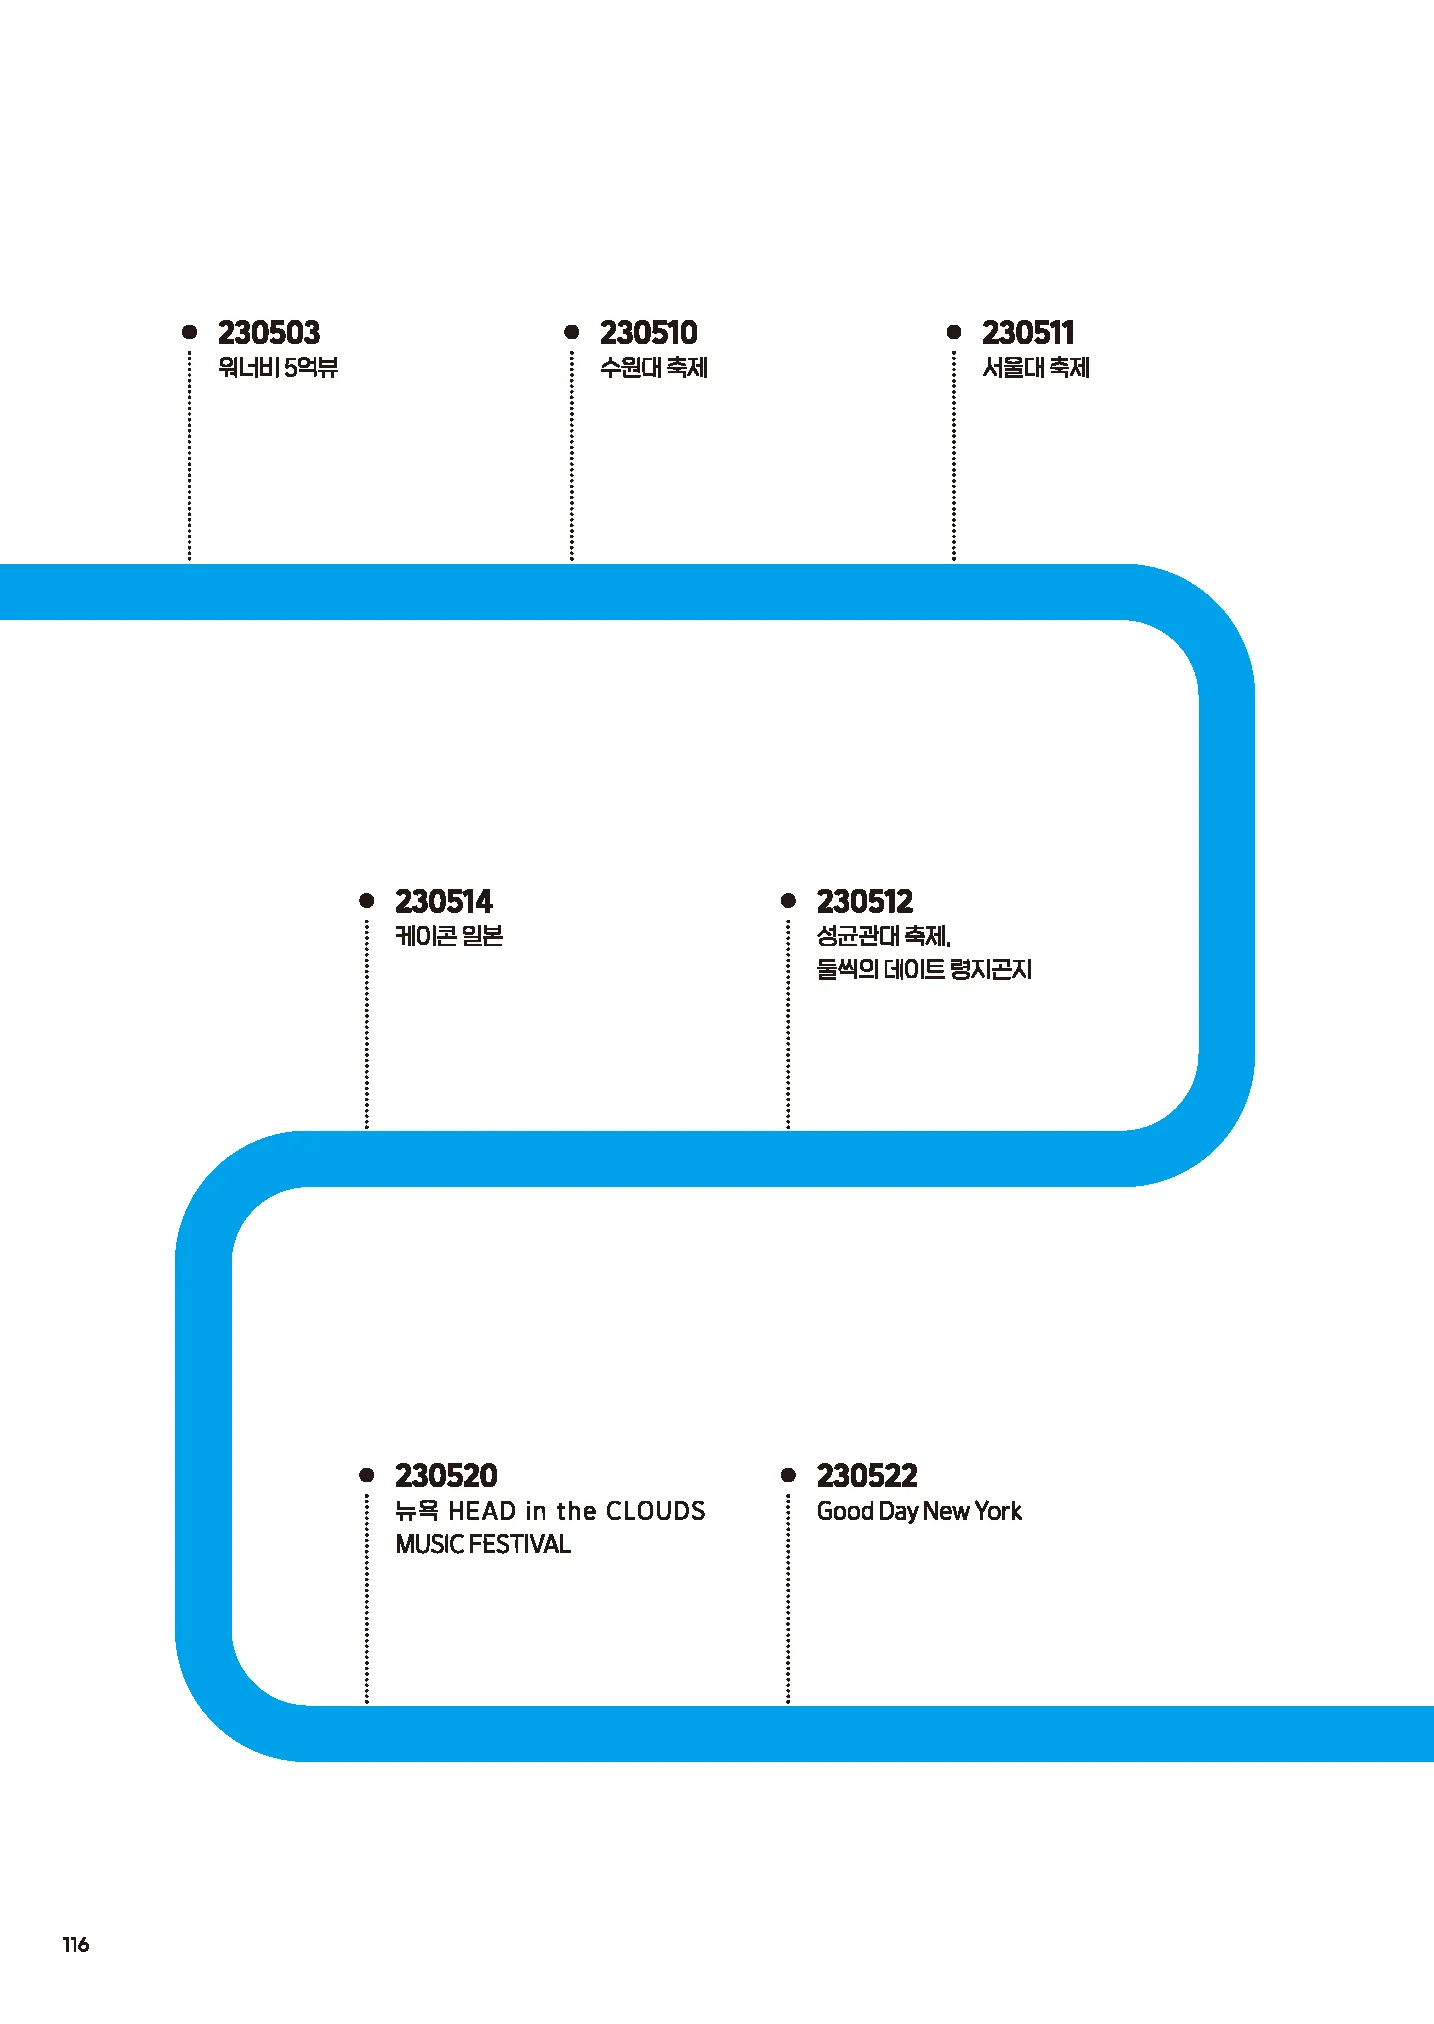 230503
워너비 5억뷰
230510
수원대 축제
230511
서울대 축제
230514
케이콘 일본
230512
성균관대 축제,
둘씩의 데이트 령지곤지
230520
뉴욕 HEAD in the CLOUDS
MUSIC FESTIVAL
230522
Good Day New York
116